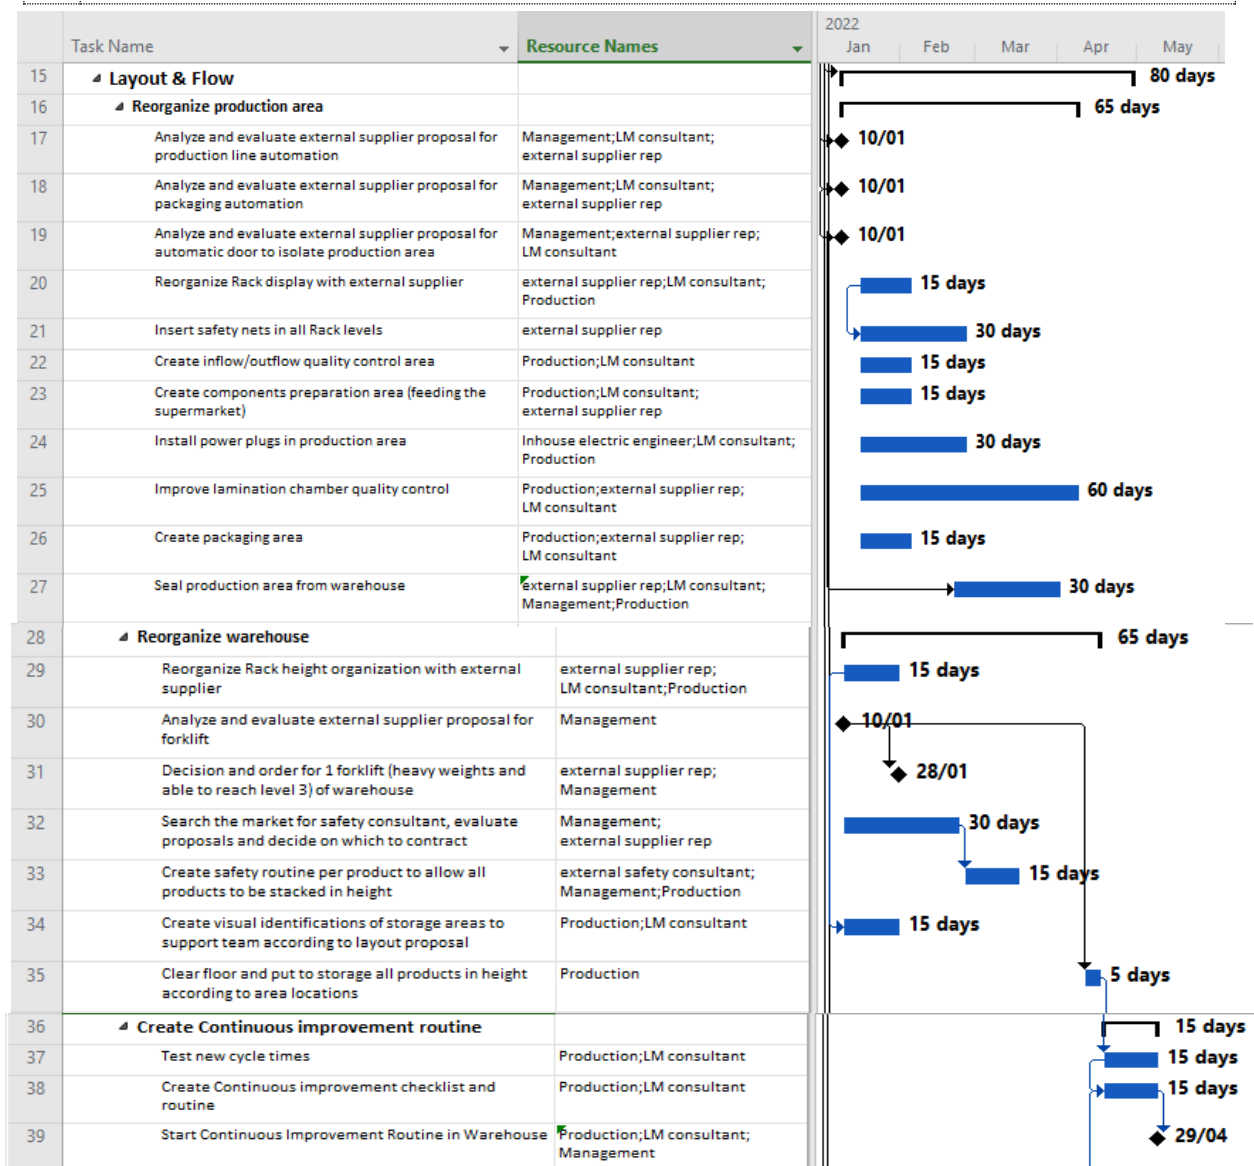 2022
Task Name Resource Names Jan Feb Mar Apr May
15 Layout & Flow 80 days
16 Reorganize production area 65 days
17 Analyze and evaluate external supplier proposal for Management;LM consultant; 10/01
production line automation external supplier rep
18 Analyze and evaluate external supplier proposal for Management;LM consultant; 10/01
packaging automation external supplier rep
19 Analyze and evaluate external supplier proposal for Management;external supplier rep; 10/01
automatic door to isolate production area LM consultant
20 Reorganize Rack display with external supplier external supplier rep;LM consultant; 15 days
Production
21 Insert safety nets in all Rack levels external supplier rep 30 days
22 Create inflow/outflow quality control area Production;LM consultant 15 days
23 Create components preparation area (feeding the Production;LM consultant; 15 days
supermarket) external supplier rep
24 Install power plugs in production area Inhouse electric engineer;LM consultant; 30 days
Production
25 Improve lamination chamber quality control Production;external supplier rep; 60 days
LM consultant
26 Create packaging area Production;external supplier rep; 15 days
LM consultant
27 Seal production area from warehouse external supplier rep;LM consultant; 30 days
Management;Production
28 Reorganize warehouse 65 days
29 Reorganize Rack height organization with external external supplier rep; 15 days
supplier LM consultant;Production
30 Analyze and evaluate external supplier proposal for Management 10/01
forklift
31 Decision and order for 1 forklift (heavy weights and external supplier rep; 28/01
able to reach level 3) of warehouse Management
32 Search the market for safety consultant, evaluate Management; 30 days
proposals and decide on which to contract external supplier rep
33 Create safety routine per product to allow all external safety consultant; 15 days
products to be stacked in height Management;Production
34 Create visual identifications of storage areas to Production;LM consultant 15 days
support team according to layout proposal
35 Clear floor and put to storage all products in height Production 5 days
according to area locations
36 Create Continuous improvement routine 15 days
37 Test new cycle times Production;LM consultant 15 days
38 Create Continuous improvement checklist and Production;LM consultant 15 days
routine
39 Start Continuous Improvement Routine in Warehouse Production;LM consultant; 29/04
Management